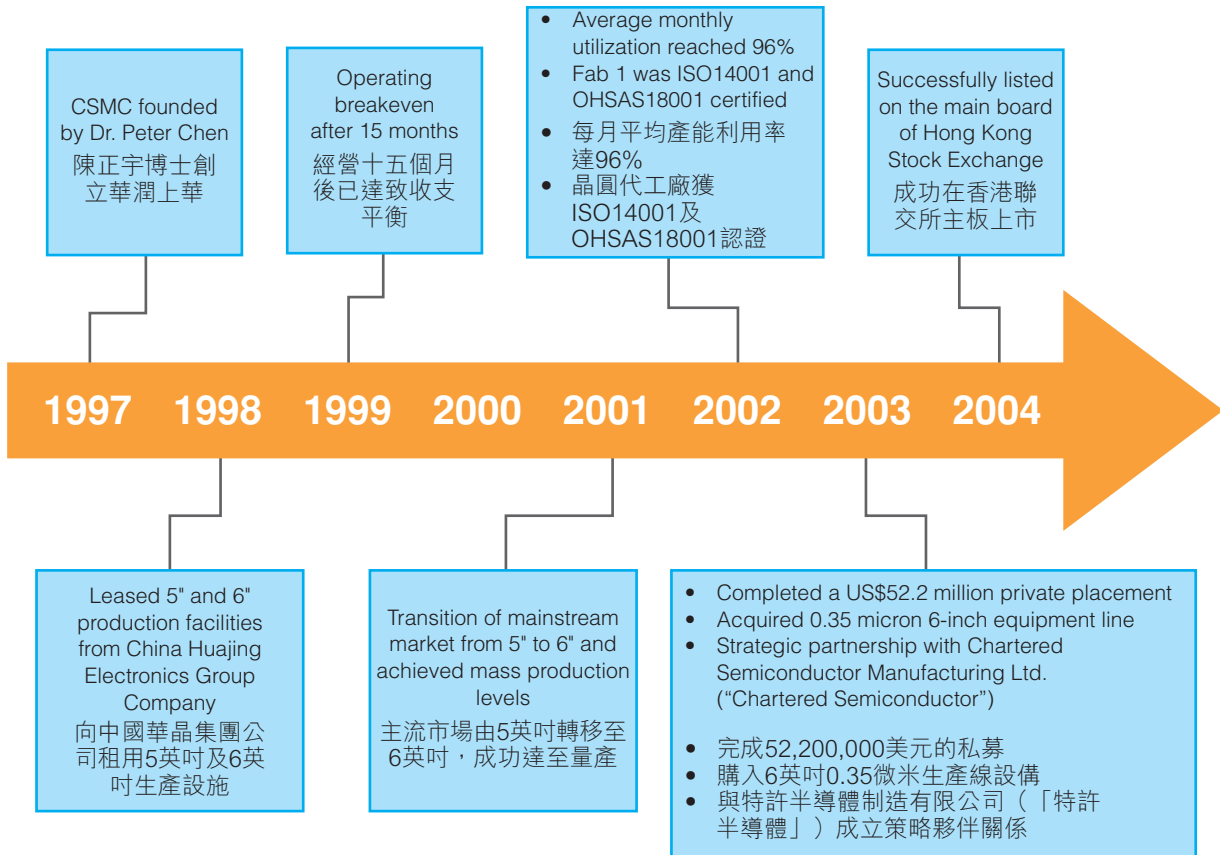 CSMC founded
by Dr. Peter Chen
陳正宇博士創
立華潤上華
Operating
breakeven
after 15 months
經營十五個月
後已達致收支
平衡
• Average monthly
utilization reached 96%
• Fab 1 was ISO14001 and
OHSAS18001 certified
• 每月平均產能利用率
達96%
• 晶圓代工廠獲
ISO14001及
OHSAS18001認證
Successfully listed
on the main board
of Hong Kong
Stock Exchange
成功在香港聯
交所主板上市
1997 1998 1999 2000 2001 2002 2003 2004
Leased 5" and 6"
production facilities
from China Huajing
Electronics Group
Company
向中國華晶集團公
司租用5英吋及6英
吋生產設施
Transition of mainstream
market from 5" to 6" and
achieved mass production
levels
主流市場由5英吋轉移至
6英吋，成功達至量產
• Completed a US$52.2 million private placement
• Acquired 0.35 micron 6-inch equipment line
• Strategic partnership with Chartered
Semiconductor Manufacturing Ltd.
(“Chartered Semiconductor”)
• 完成52,200,000美元的私募
• 購入6英吋0.35微米生產線設備
• 與特許半導體制造有限公司（「特許
半導體」）成立策略夥伴關係